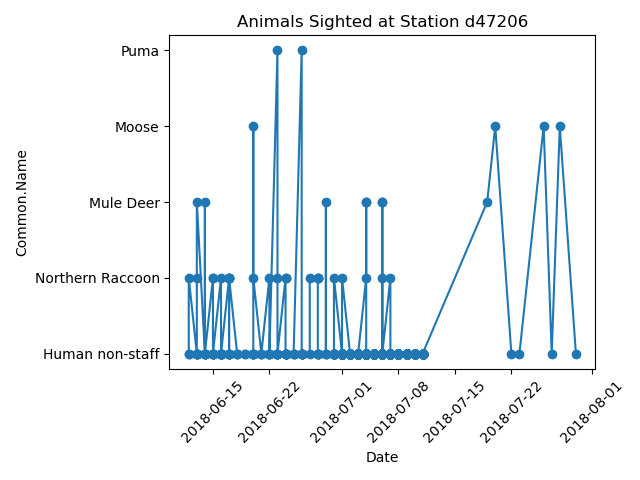 Animals Sighted at Station d47206
Puma
Moose
Mule Deer
Northern Raccoon
Human non-staff
Common.Name
2018-06-15
2018-06-22
2018-07-01
2018-07-08
2018-07-15
2018-07-22
2018-08-01
Date